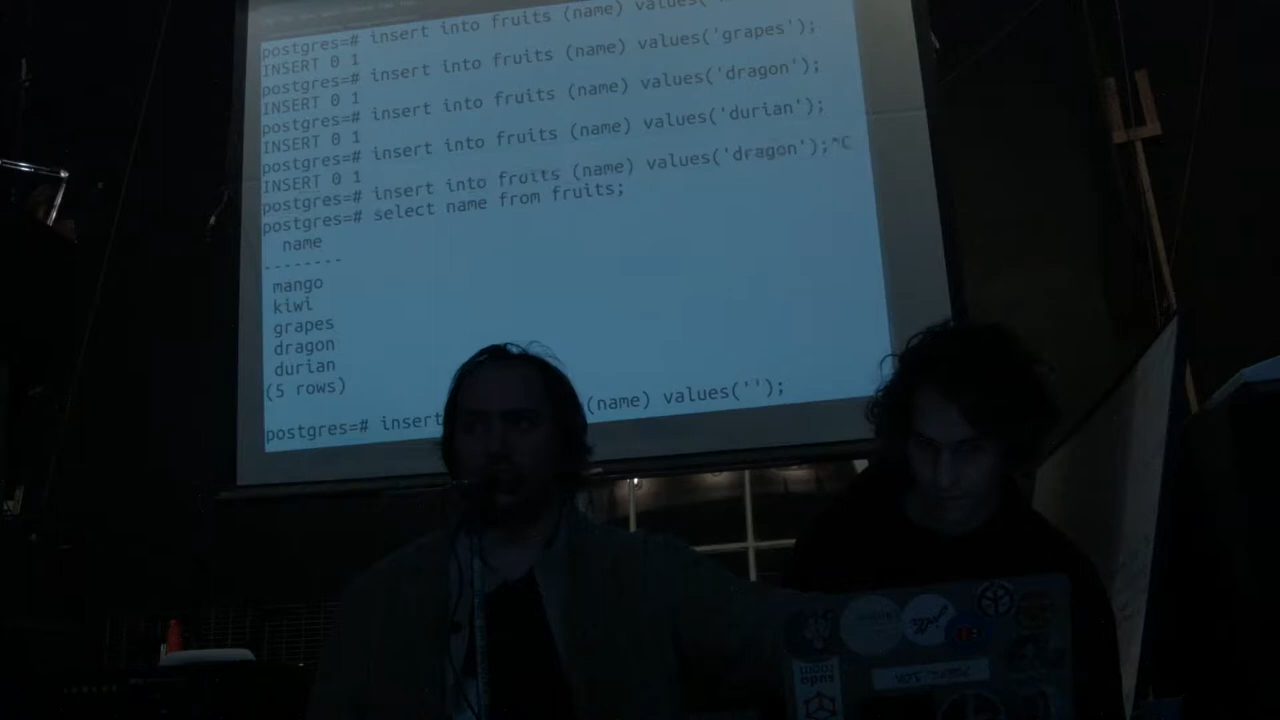 postgres=# insert into fruits (name) values('
INSERT 0 1
postgres=# insert into fruits (name) values('grapes');
INSERT 0 1
postgres=# insert into fruits (name) values('dragon');
INSERT 0 1
postgres=# insert into fruits (name) values('durian');
INSERT 0 1
postgres=# insert into fruits (name) values('dragon');^C
postgres=# select name from fruits;
name
--------
mango
kiwi
grapes
dragon
durian
(5 rows)
postgres=# insert (name) values('');